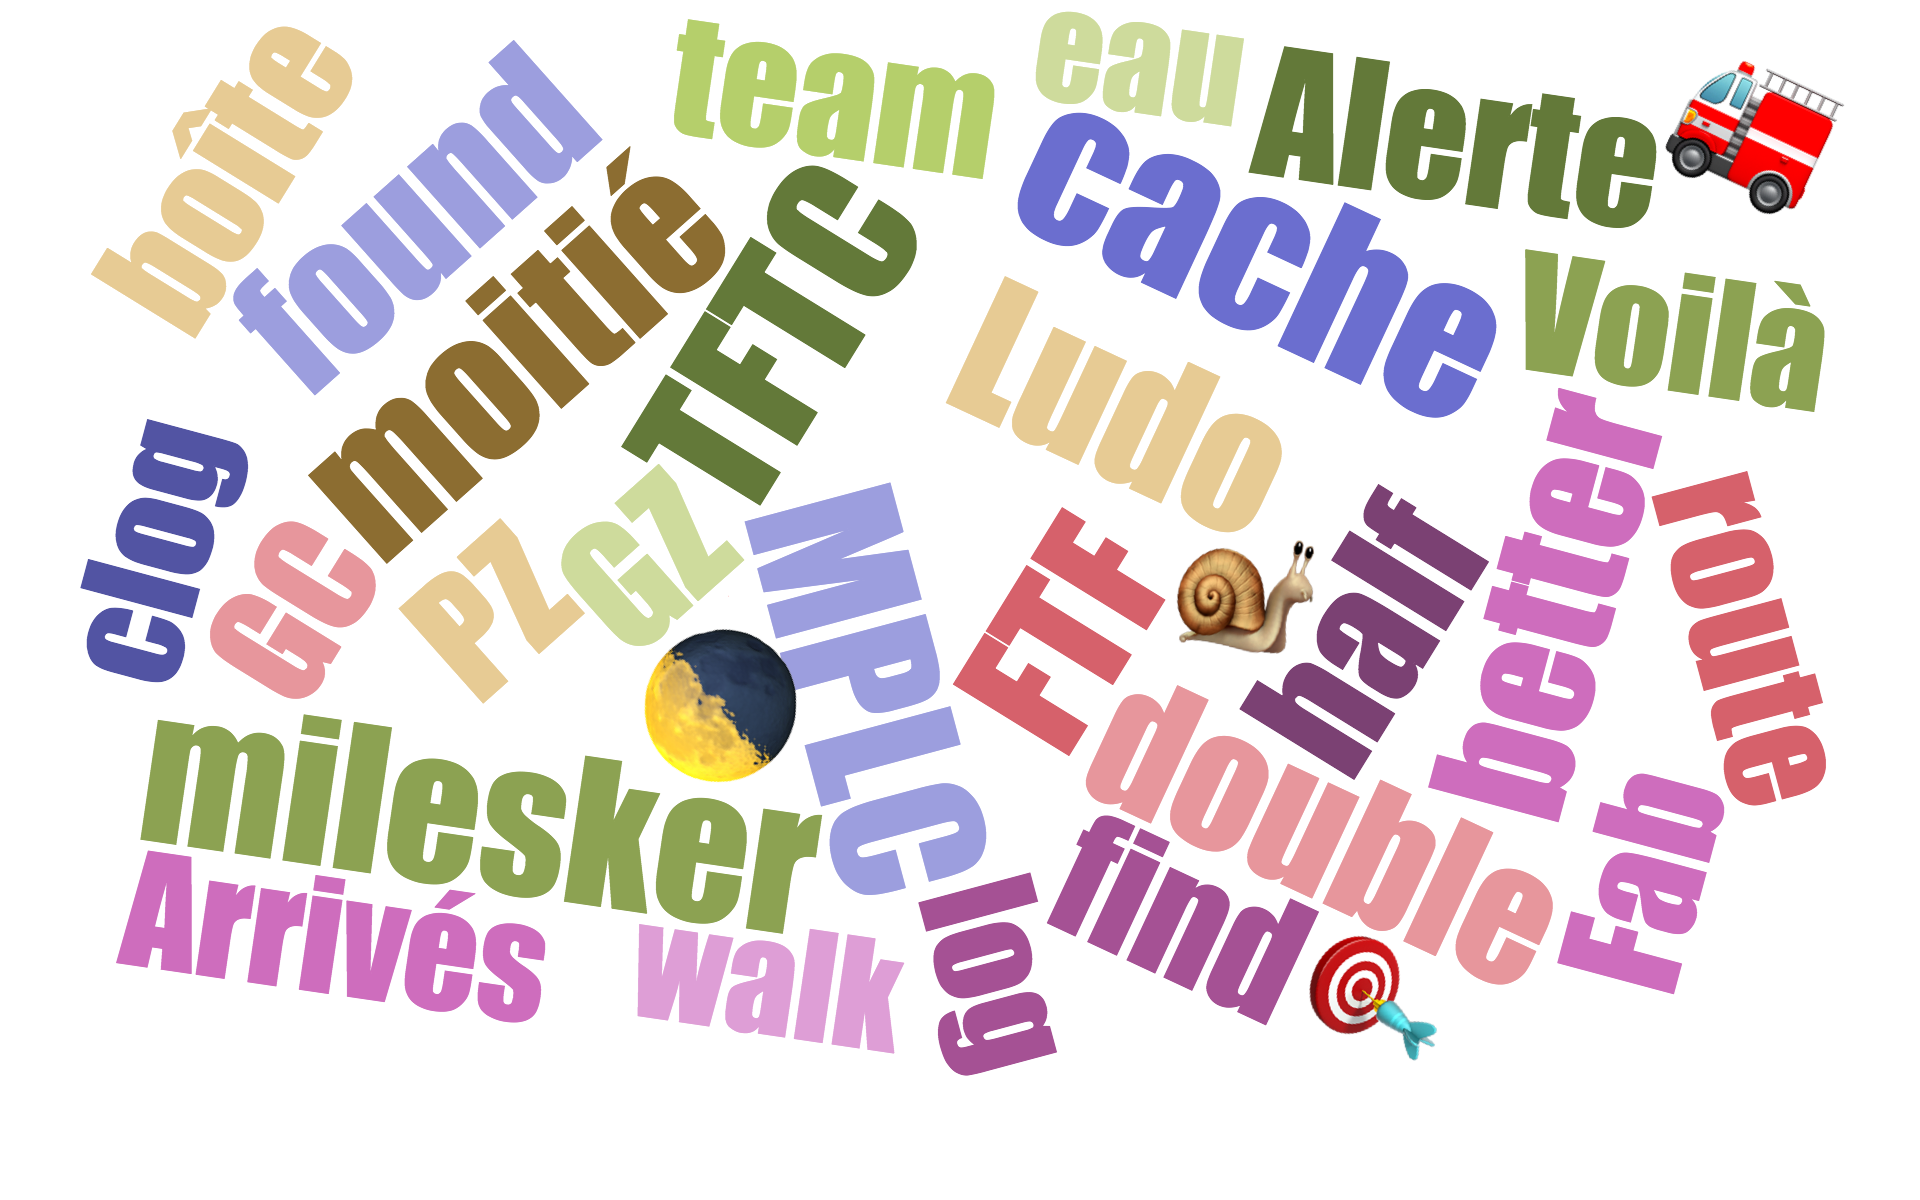 boîte
found
team
eau
Alerte
Cache
moitié
TFTC
Voilà
Ludo
clog
GC
PZ
GZ
MPLC
FTF
half
better
route
milesker
double
Fab
find
Arrivés
walk
log